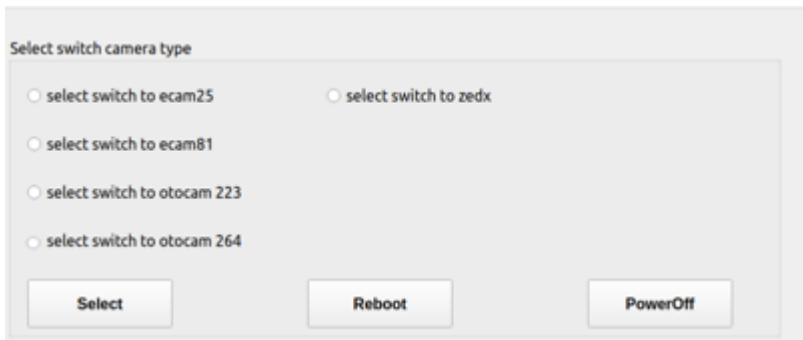 Select switch camera type
select switch to ecam25 select switch to zedx
select switch to ecam81
select switch to otocam 223
select switch to otocam 264
Select Reboot PowerOff